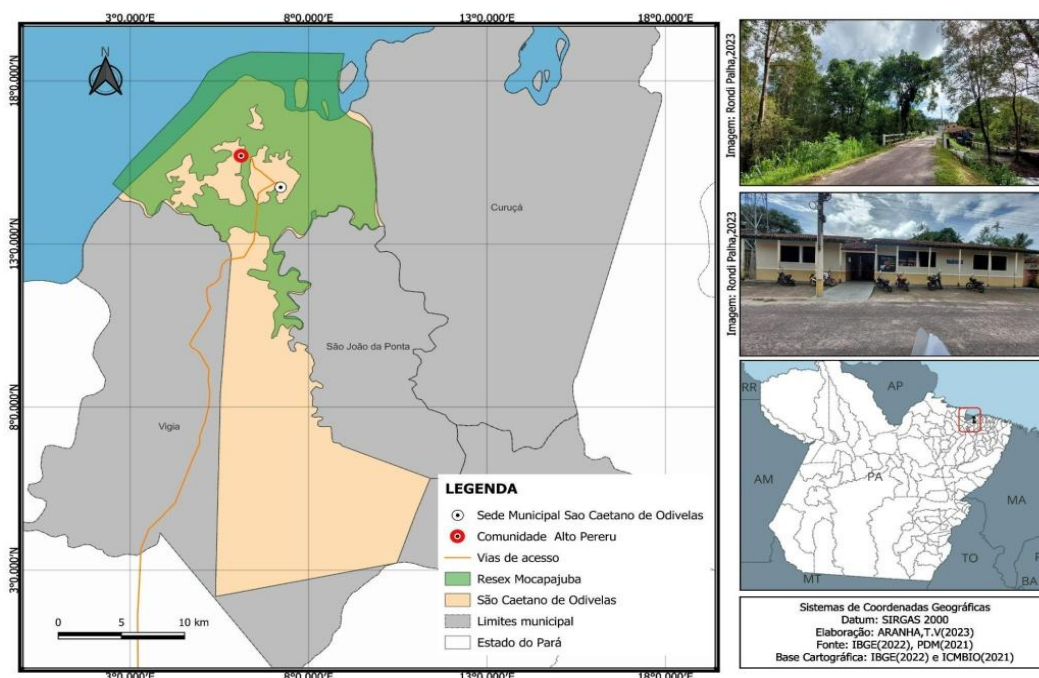 3°0.000'E 8°0.000'E 13°0.000'E 18°0.000'E
N
18°0.000'N
13°0.000'N
8°0.000'N
3°0.000'N
Curuçá
São João da Ponta
Vigia
LEGENDA
Sede Municipal Sao Caetano de Odivelas
Comunidade Alto Pereru
Vias de acesso
Resex Mocapajuba
São Caetano de Odivelas
Limites municipal
Estado do Pará
0 5 10 km
3°0.000'E 8°0.000'E 13°0.000'E 18°0.000'E
Imagem: Rondi Palha,2023
Imagem: Rondi Palha,2023
RR
AP
AM
PA
MA
TO
MT
BA
1
Sistemas de Coordenadas Geográficas
Datum: SIRGAS 2000
Elaboração: ARANHA,T.V(2023)
Fonte: IBGE(2022), PDM(2021)
Base Cartográfica: IBGE(2022) e ICMBIO(2021)